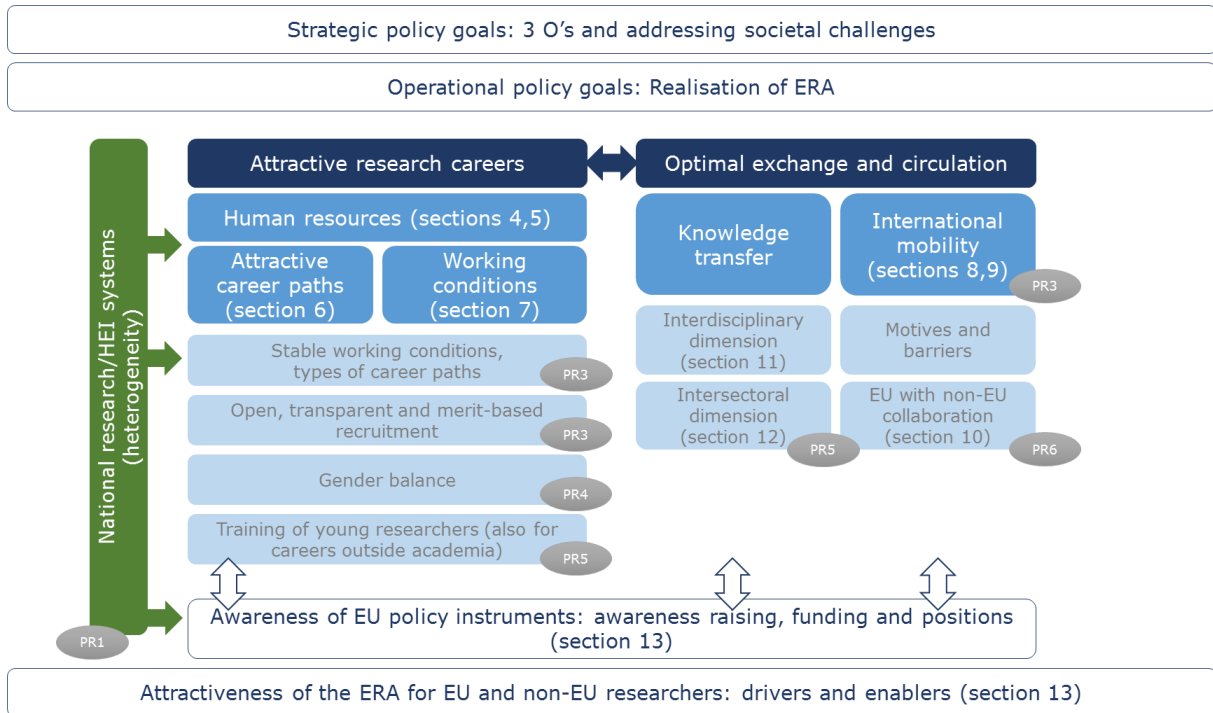 Strategic policy goals: 3 O’s and addressing societal challenges
Operational policy goals: Realisation of ERA
National research/HEI systems
(heterogeneity)
PR1
Attractive research careers
Human resources (sections 4,5)
Attractive
career paths
(section 6)
Working
conditions
(section 7)
Stable working conditions,
types of career paths
PR3
Open, transparent and merit-based
recruitment
PR3
Gender balance
PR4
Training of young researchers (also for
careers outside academia)
PR5
Optimal exchange and circulation
Knowledge
transfer
International
mobility
(sections 8,9)
PR3
Interdisciplinary
dimension
(section 11)
Motives and
barriers
Intersectoral
dimension
(section 12)
PR5
EU with non-EU
collaboration
(section 10)
PR6
Awareness of EU policy instruments: awareness raising, funding and positions
(section 13)
Attractiveness of the ERA for EU and non-EU researchers: drivers and enablers (section 13)